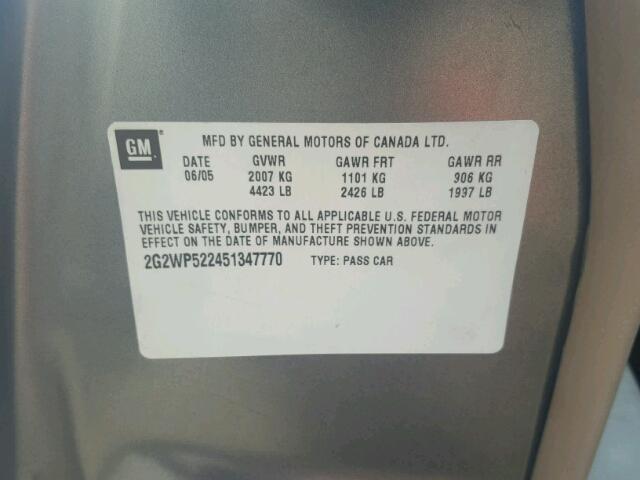 GM ®
MFD BY GENERAL MOTORS OF CANADA LTD.
DATE GVWR GAWR FRT GAWR RR
06/05 2007 KG 1101 KG 906 KG
4423 LB 2426 LB 1997 LB
THIS VEHICLE CONFORMS TO ALL APPLICABLE U.S. FEDERAL MOTOR
VEHICLE SAFETY, BUMPER, AND THEFT PREVENTION STANDARDS IN
EFFECT ON THE DATE OF MANUFACTURE SHOWN ABOVE.
2G2WP522451347770 TYPE: PASS CAR